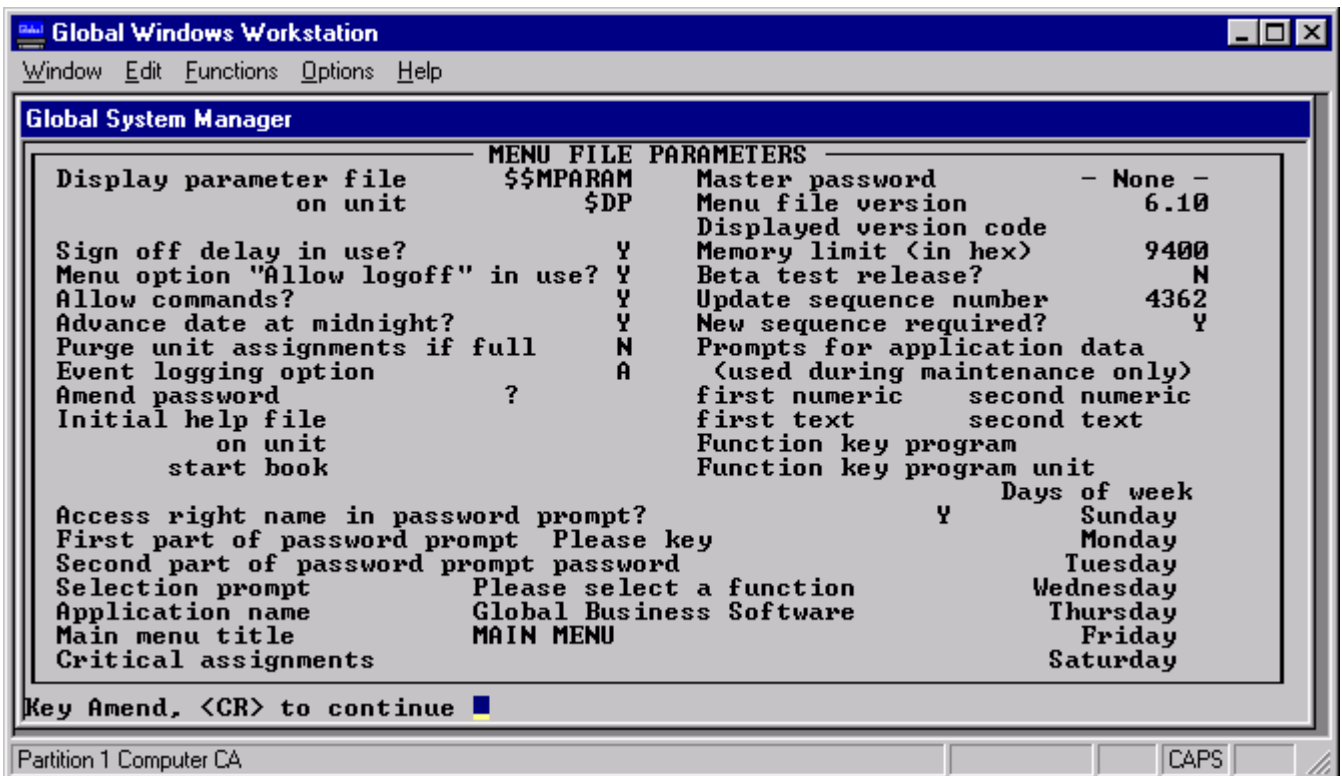 Global Windows Workstation
Window Edit Functions Options Help
Global System Manager
MENU FILE PARAMETERS
Display parameter file $$MPARAM Master password - None -
on unit $DP Menu file version 6.10
Displayed version code
Sign off delay in use? Y Memory limit (in hex) 9400
Menu option "Allow logoff" in use? Y Beta test release? N
Allow commands? Y Update sequence number 4362
Advance date at midnight? Y New sequence required? Y
Purge unit assignments if full N Prompts for application data
Event logging option A (used during maintenance only)
Amend password ? first numeric second numeric
Initial help file first text second text
on unit Function key program
start book Function key program unit
Days of week
Access right name in password prompt? Y Sunday
First part of password prompt Please key Monday
Second part of password prompt password Tuesday
Selection prompt Please select a function Wednesday
Application name Global Business Software Thursday
Main menu title MAIN MENU Friday
Critical assignments Saturday
Key Amend, <CR> to continue
Partition 1 Computer CA CAPS